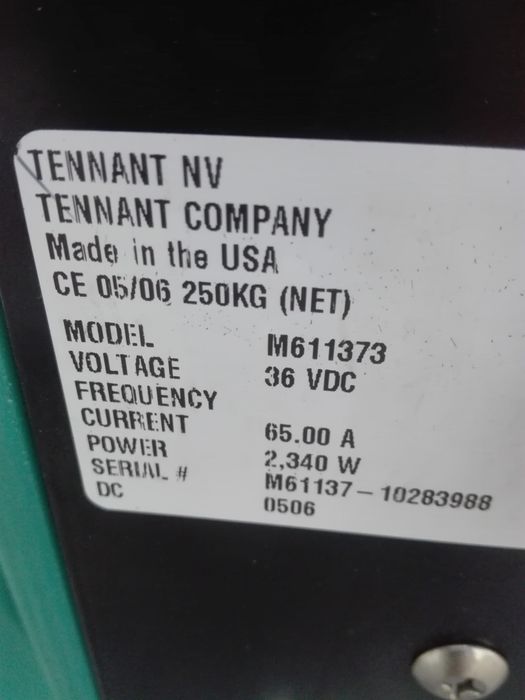 TENNANT NV
TENNANT COMPANY
Made in the USA
CE 05/06 250KG (NET)
MODEL M611373
VOLTAGE 36 VDC
FREQUENCY
CURRENT 65.00 A
POWER 2,340 W
SERIAL # M61137-10283988
DC 0506